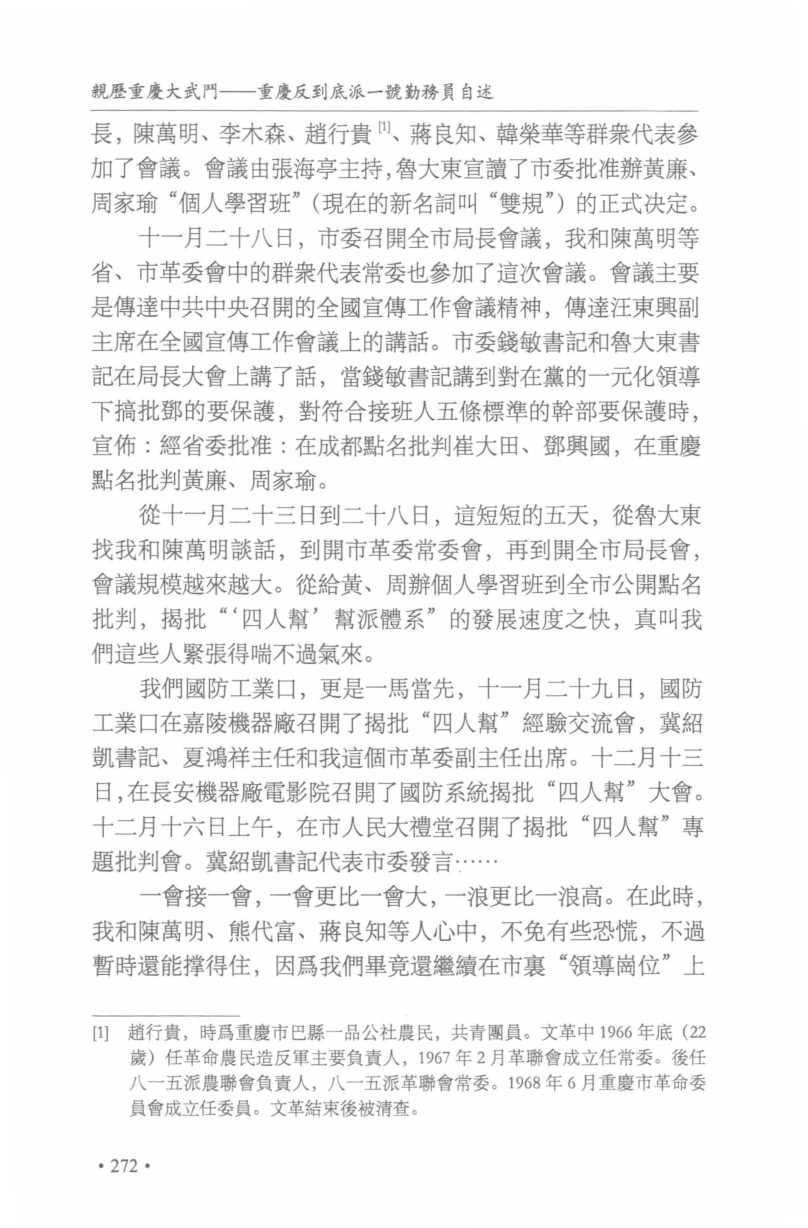 親歷重慶大武鬥——重慶反到底派一號勤務員自述
長，陳萬明、李木森、趙行貴[1]、蔣良知、韓榮華等群衆代表參
加了會議。會議由張海亭主持，魯大東宣讀了市委批准辦黃廉、
周家瑜“個人學習班”（現在的新名詞叫“雙規”）的正式決定。
十一月二十八日，市委召開全市局長會議，我和陳萬明等
省、市革委會中的群衆代表常委也參加了這次會議。會議主要
是傳達中共中央召開的全國宣傳工作會議精神，傳達汪東興副
主席在全國宣傳工作會議上的講話。市委錢敏書記和魯大東書
記在局長大會上講了話，當錢敏書記講到對在黨的一元化領導
下搞批鄧的要保護，對符合接班人五條標準的幹部要保護時，
宣佈：經省委批准：在成都點名批判崔大田、鄧興國，在重慶
點名批判黃廉、周家瑜。
從十一月二十三日到二十八日，這短短的五天，從魯大東
找我和陳萬明談話，到開市革委常委會，再到開全市局長會，
會議規模越來越大。從給黃、周辦個人學習班到全市公開點名
批判，揭批“‘四人幫’幫派體系”的發展速度之快，真叫我
們這些人緊張得喘不過氣來。
我們國防工業口，更是一馬當先，十一月二十九日，國防
工業口在嘉陵機器廠召開了揭批“四人幫”經驗交流會，冀紹
凱書記、夏鴻祥主任和我這個市革委副主任出席。十二月十三
日，在長安機器廠電影院召開了國防系統揭批“四人幫”大會。
十二月十六日上午，在市人民大禮堂召開了揭批“四人幫”專
題批判會。冀紹凱書記代表市委發言……
一會接一會，一會更比一會大，一浪更比一浪高。在此時，
我和陳萬明、熊代富、蔣良知等人心中，不免有些恐慌，不過
暫時還能撑得住，因爲我們畢竟還繼續在市裏“領導崗位”上
[1] 趙行貴，時爲重慶市巴縣一品公社農民，共青團員。文革中 1966 年底（22
歲）任革命農民造反軍主要負責人，1967 年 2 月革聯會成立任常委。後任
八一五派農聯會負責人，八一五派革聯會常委。1968 年 6 月重慶市革命委
員會成立任委員。文革結束後被清查。
• 272 •